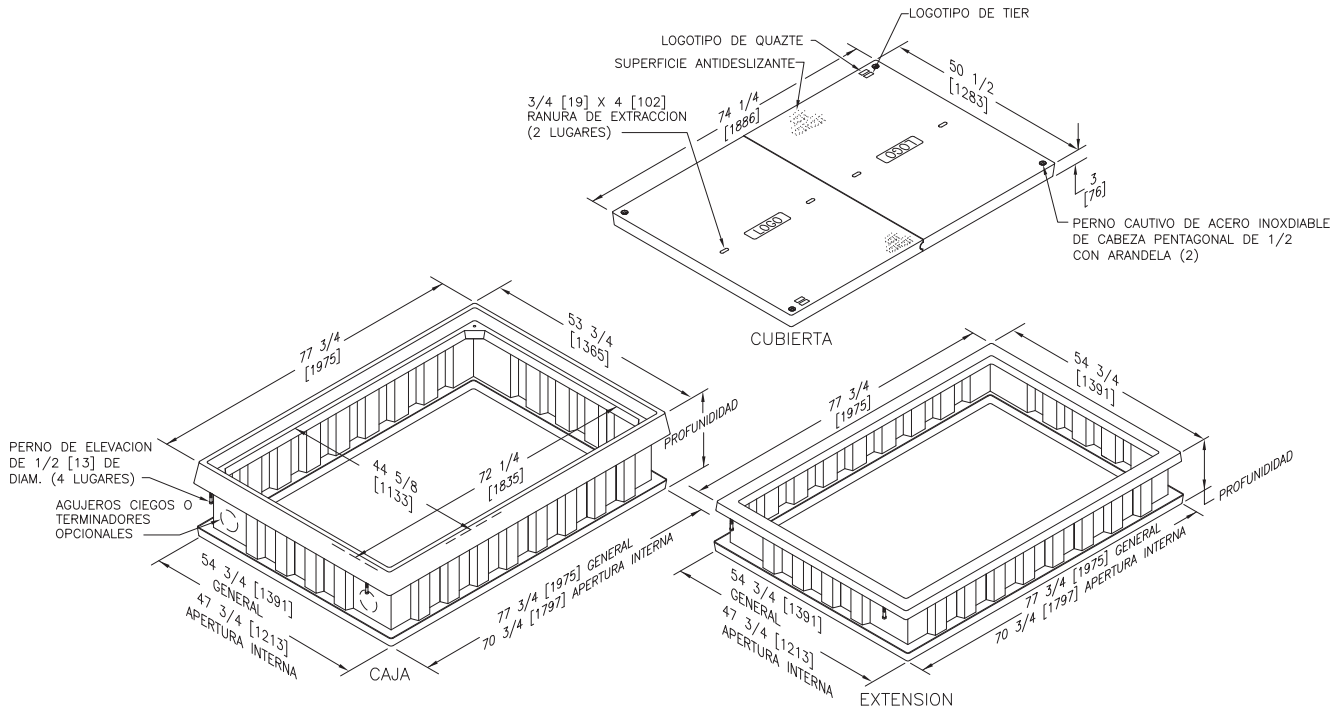 LOGOTIPO DE TIER
LOGOTIPO DE QUAZTE
SUPERFICIE ANTIDESLIZANTE
50 1/2
[1283]
74 1/4
[1886]
3/4 [19] X 4 [102]
RANURA DE EXTRACCION
(2 LUGARES)
LOGO
LOGO
3
[76]
PERNO CAUTIVO DE ACERO INOXDIABLE
DE CABEZA PENTAGONAL DE 1/2
CON ARANDELA (2)
CUBIERTA
77 3/4
[1975]
53 3/4
[1365]
PROFUNIDIDAD
44 5/8
[1133]
72 1/4
[1835]
PERNO DE ELEVACION
DE 1/2 [13] DE
DIAM. (4 LUGARES)
AGUJEROS CIEGOS O
TERMINADORES
OPCIONALES
54 3/4 [1391]
GENERAL
47 3/4 [1213]
APERTURA INTERNA
77 3/4 [1975] GENERAL
70 3/4 [1797] APERTURA INTERNA
CAJA
77 3/4
[1975]
54 3/4
[1391]
PROFUNIDIDAD
54 3/4 [1391]
GENERAL
47 3/4 [1213]
APERTURA INTERNA
77 3/4 [1975] GENERAL
70 3/4 [1797] APERTURA INTERNA
EXTENSION